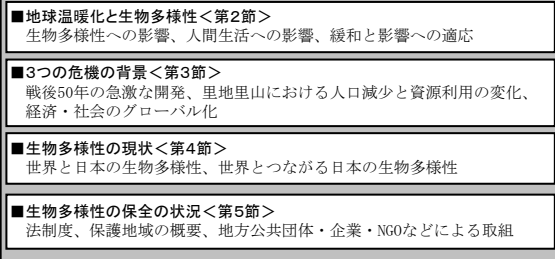 ■地球温暖化と生物多様性＜第2節＞
生物多様性への影響、人間生活への影響、緩和と影響への適応
■3つの危機の背景＜第3節＞
戦後50年の急激な開発、里地里山における人口減少と資源利用の変化、
経済・社会のグローバル化
■生物多様性の現状＜第4節＞
世界と日本の生物多様性、世界とつながる日本の生物多様性
■生物多様性の保全の状況＜第5節＞
法制度、保護地域の概要、地方公共団体・企業・NGOなどによる取組